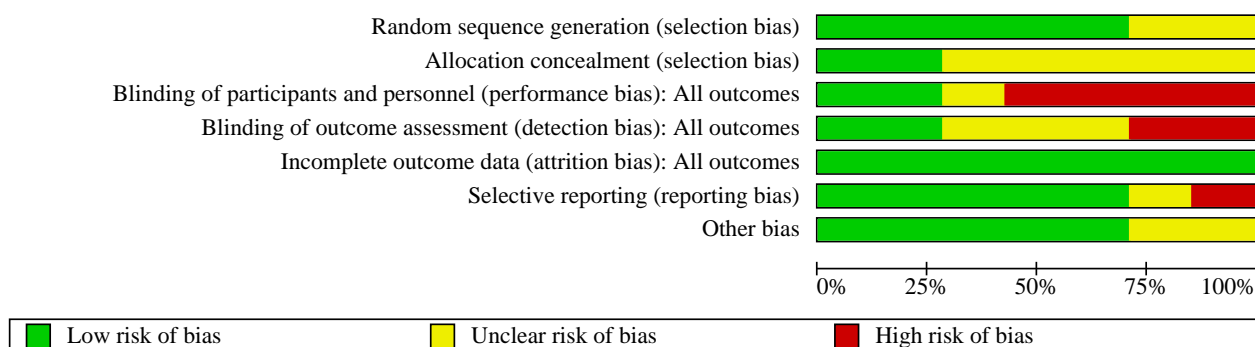 Random sequence generation (selection bias)
Allocation concealment (selection bias)
Blinding of participants and personnel (performance bias): All outcomes
Blinding of outcome assessment (detection bias): All outcomes
Incomplete outcome data (attrition bias): All outcomes
Selective reporting (reporting bias)
Other bias
0% 25% 50% 75% 100%
Low risk of bias Unclear risk of bias High risk of bias